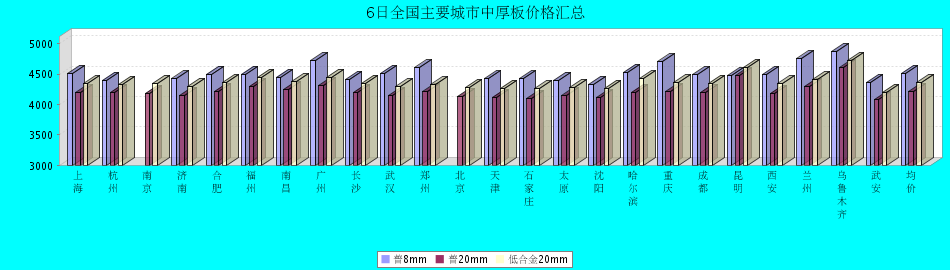 6日全国主要城市中厚板价格汇总
5000
4500
4000
3500
3000
上海 杭州 南京 济南 合肥 福州 南昌 广州 长沙 武汉 郑州 北京 天津 石家庄 太原 沈阳 哈尔滨 重庆 成都 昆明 西安 兰州 乌鲁木齐 武安 均价
普8mm 普20mm 低合金20mm